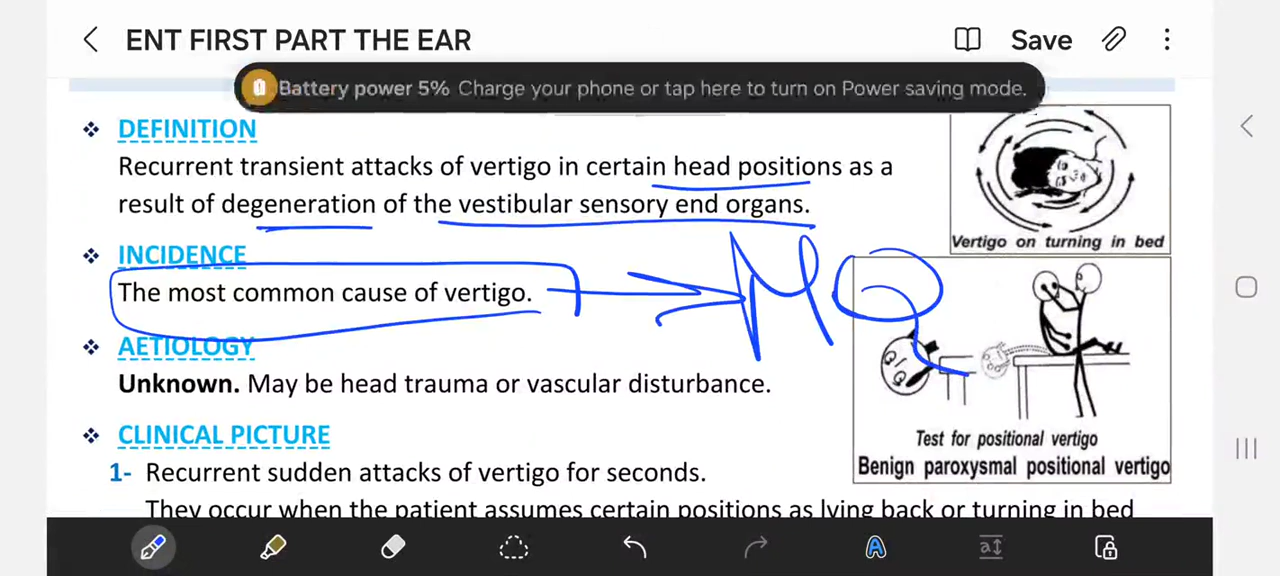 ENT FIRST PART THE EAR
Save
Battery power 5% Charge your phone or tap here to turn on Power saving mode.
❖ DEFINITION
Recurrent transient attacks of vertigo in certain head positions as a
result of degeneration of the vestibular sensory end organs.
Vertigo on turning in bed
❖ INCIDENCE
The most common cause of vertigo.
❖ AETIOLOGY
Unknown. May be head trauma or vascular disturbance.
Test for positional vertigo
Benign paroxysmal positional vertigo
❖ CLINICAL PICTURE
1- Recurrent sudden attacks of vertigo for seconds.
They occur when the patient assumes certain positions as lying back or turning in bed